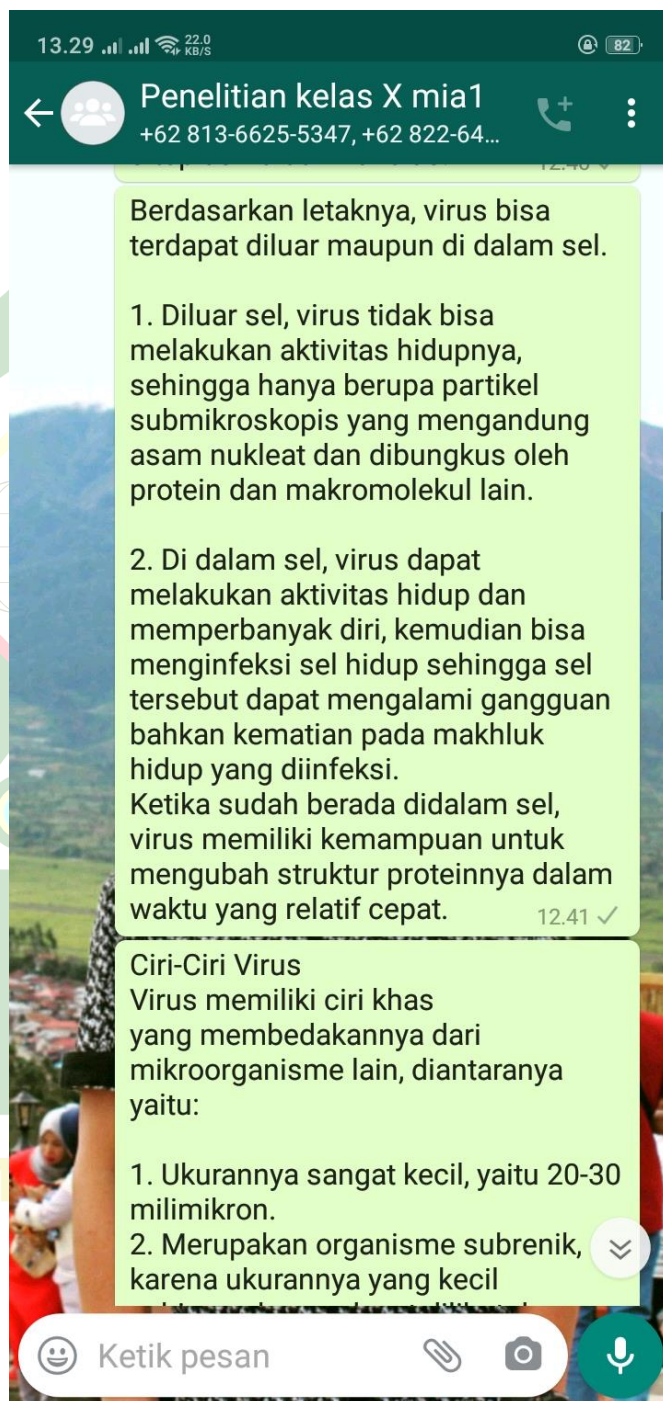 13.29 22.0 KB/S 82
Penelitian kelas X mia1
+62 813-6625-5347, +62 822-64...
Berdasarkan letaknya, virus bisa
terdapat diluar maupun di dalam sel.
1. Diluar sel, virus tidak bisa
melakukan aktivitas hidupnya,
sehingga hanya berupa partikel
submikroskopis yang mengandung
asam nukleat dan dibungkus oleh
protein dan makromolekul lain.
2. Di dalam sel, virus dapat
melakukan aktivitas hidup dan
memperbanyak diri, kemudian bisa
menginfeksi sel hidup sehingga sel
tersebut dapat mengalami gangguan
bahkan kematian pada makhluk
hidup yang diinfeksi.
Ketika sudah berada didalam sel,
virus memiliki kemampuan untuk
mengubah struktur proteinnya dalam
waktu yang relatif cepat. 12.41
Ciri-Ciri Virus
Virus memiliki ciri khas
yang membedakannya dari
mikroorganisme lain, diantaranya
yaitu:
1. Ukurannya sangat kecil, yaitu 20-30
milimikron.
2. Merupakan organisme subrenik,
karena ukurannya yang kecil
Ketik pesan